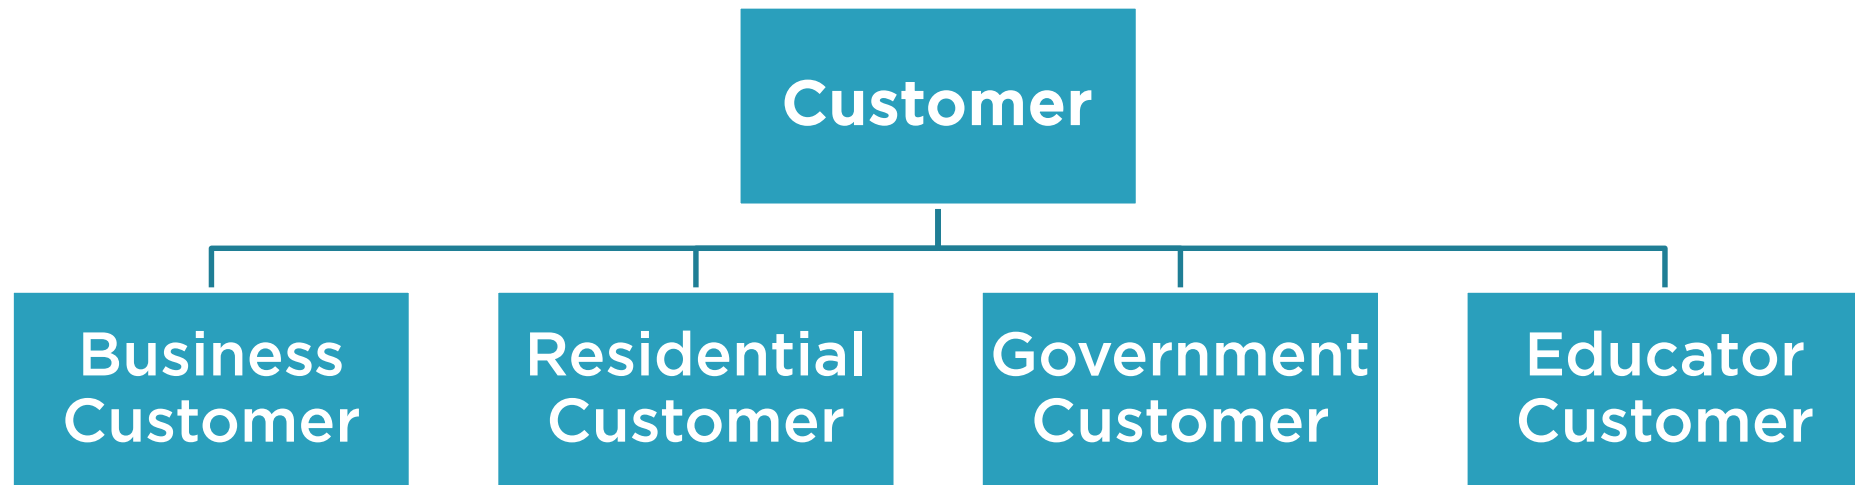 Customer
Business
Customer
Residential
Customer
Government
Customer
Educator
Customer